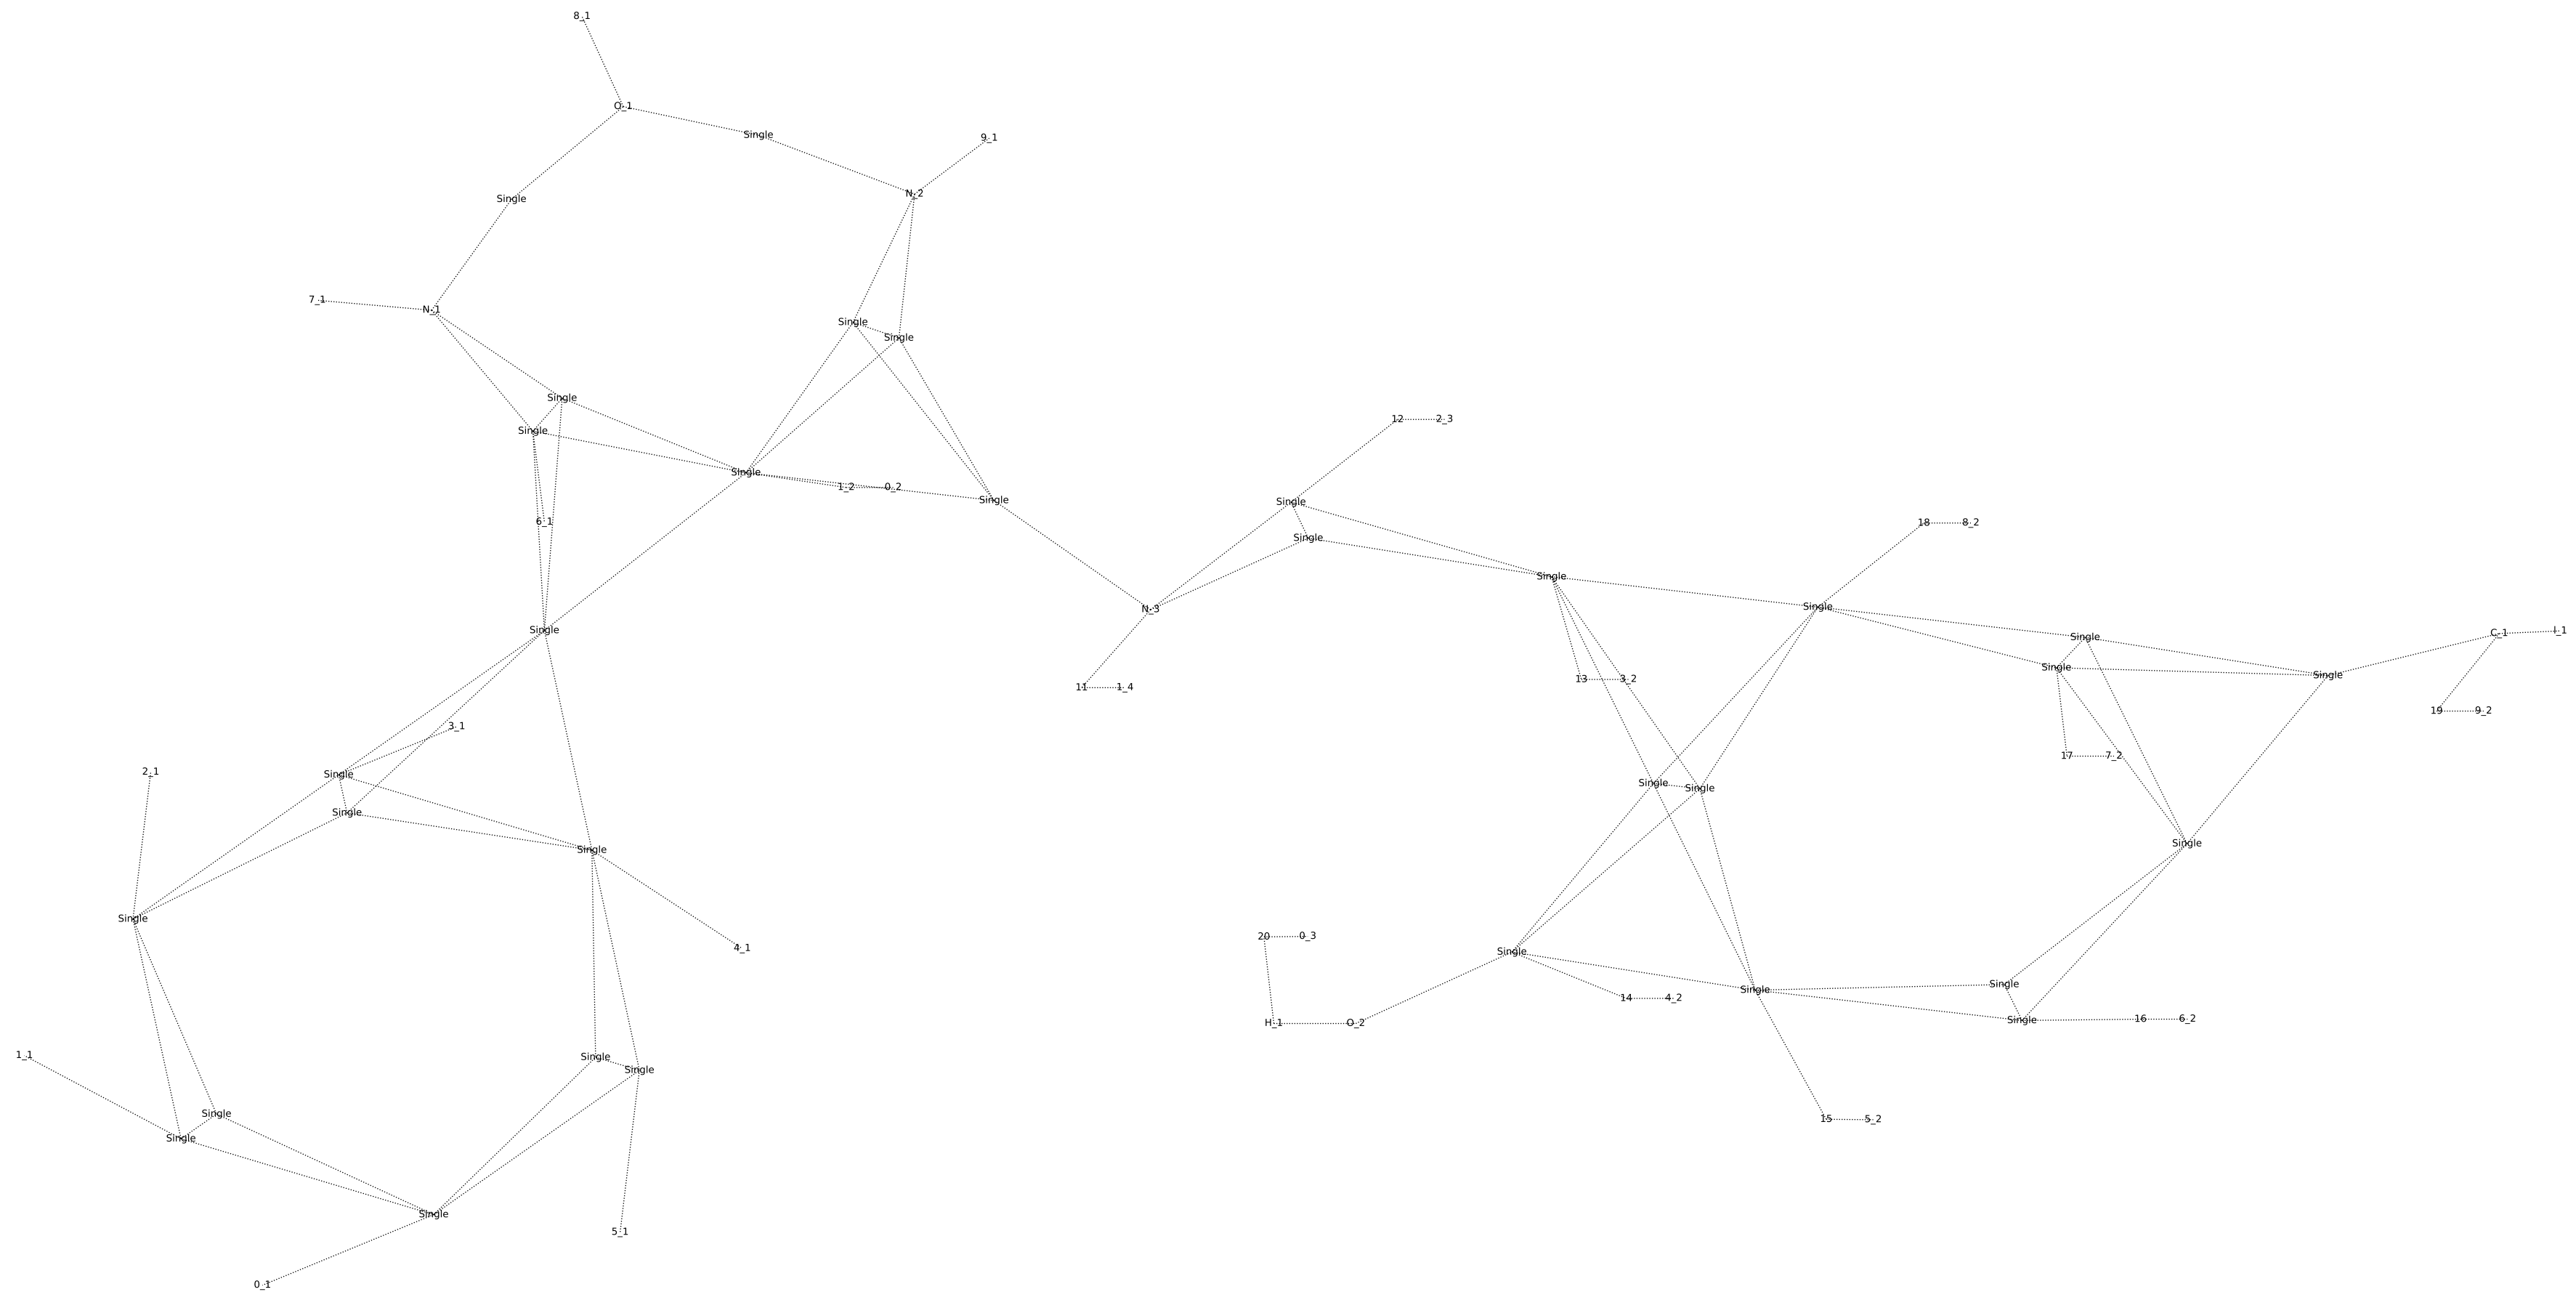 8_1
O_1
Single
9_1
N_2
Single
7_1
N_1
Single
Single
Single
12 2_3
Single
Single
1_2 0_2
Single
Single
6_1
18 8_2
Single
Single
Single
N_3
Single
C_1 I_1
Single
Single
Single
Single
13 3_2
11 1_4
19 9_2
3_1
17 7_2
2_1
Single
Single
Single
Single
Single
Single
Single
20 0_3
4_1
Single
Single
Single
14 4_2
16 6_2
Single
H_1 O_2
1_1
Single
Single
Single
15 5_2
Single
Single
5_1
0_1